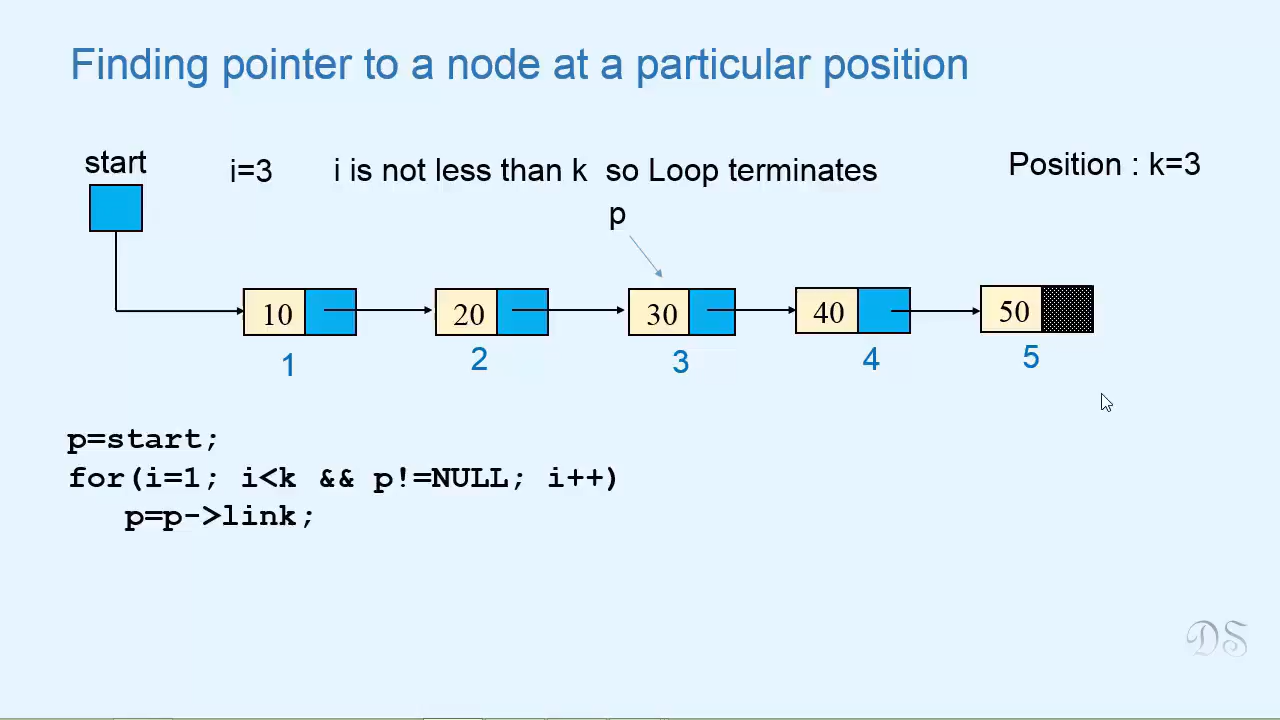 Finding pointer to a node at a particular position
start
i=3
i is not less than k so Loop terminates
Position : k=3
p
10
20
30
40
50
1
2
3
4
5
p=start;
for(i=1; i<k && p!=NULL; i++)
p=p->link;
DS